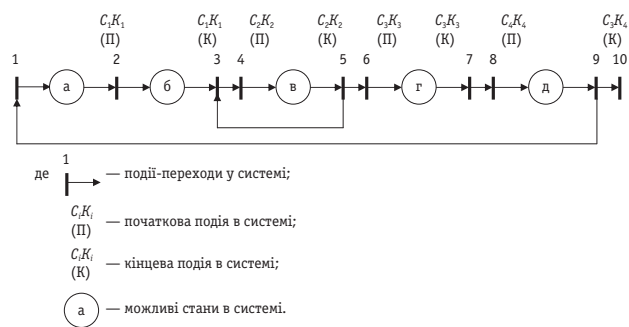 C₁K₁ C₁K₁ C₂K₂ C₂K₂ C₃K₃ C₃K₃ C₄K₄ C₃K₄
(П) (К) (П) (К) (П) (К) (П) (К)
1 2 3 4 5 6 7 8 9 10
а б в г д
де 1 — події-переходи у системі;
CᵢKᵢ
(П) — початкова подія в системі;
CᵢKᵢ
(К) — кінцева подія в системі;
а — можливі стани в системі.